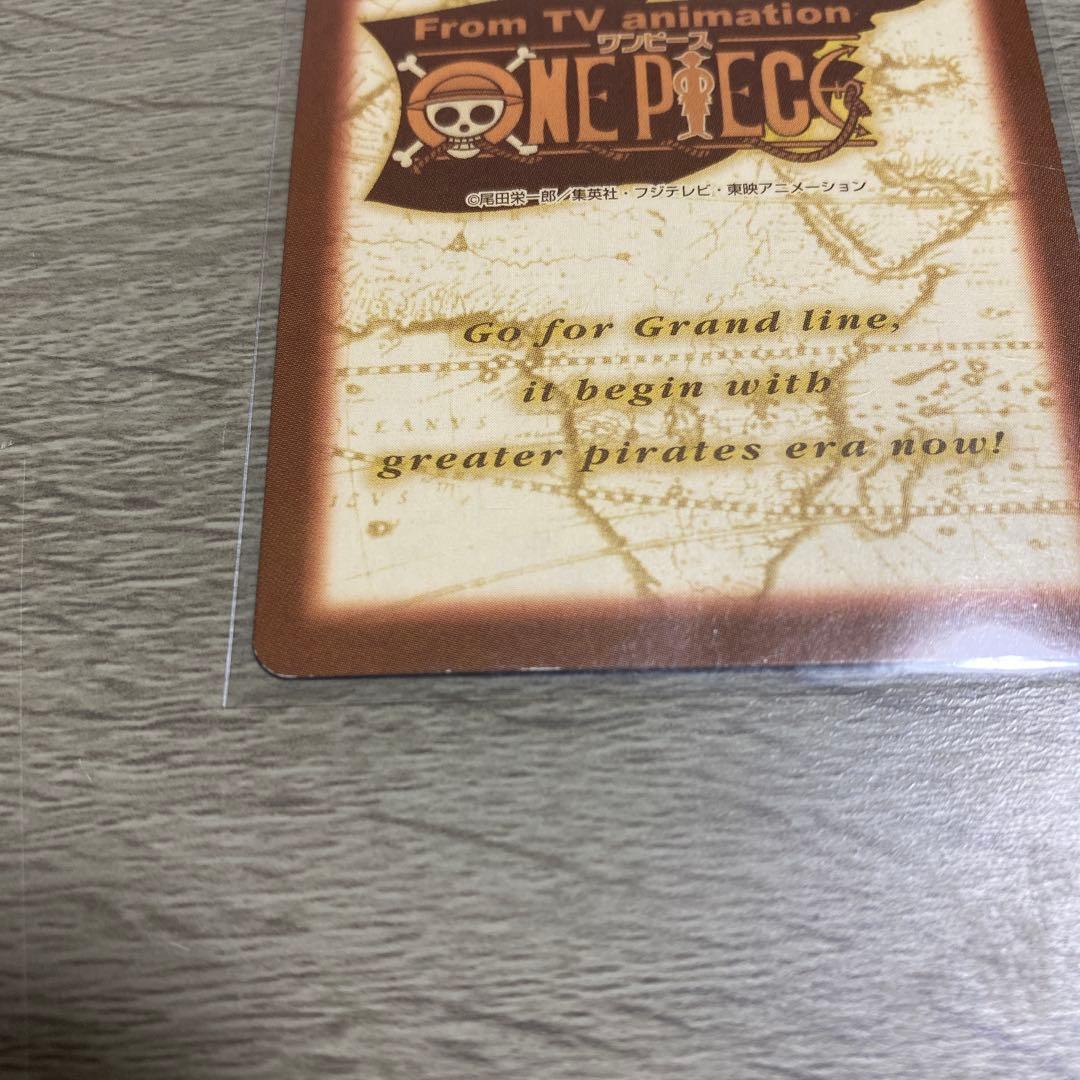 From TV animation
ワンピース
ONE PIECE
©尾田栄一郎/集英社・フジテレビ・東映アニメーション
Go for Grand line,
it begin with
greater pirates era now!